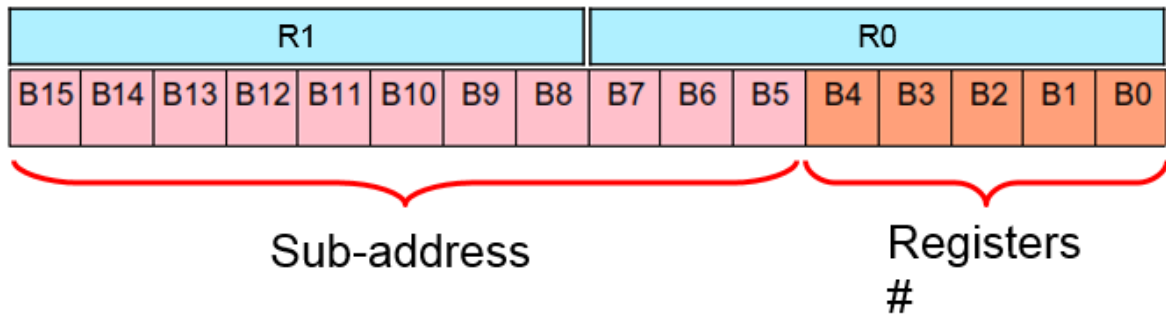 R1 R0
B15 B14 B13 B12 B11 B10 B9 B8 B7 B6 B5 B4 B3 B2 B1 B0
Sub-address
Registers
#